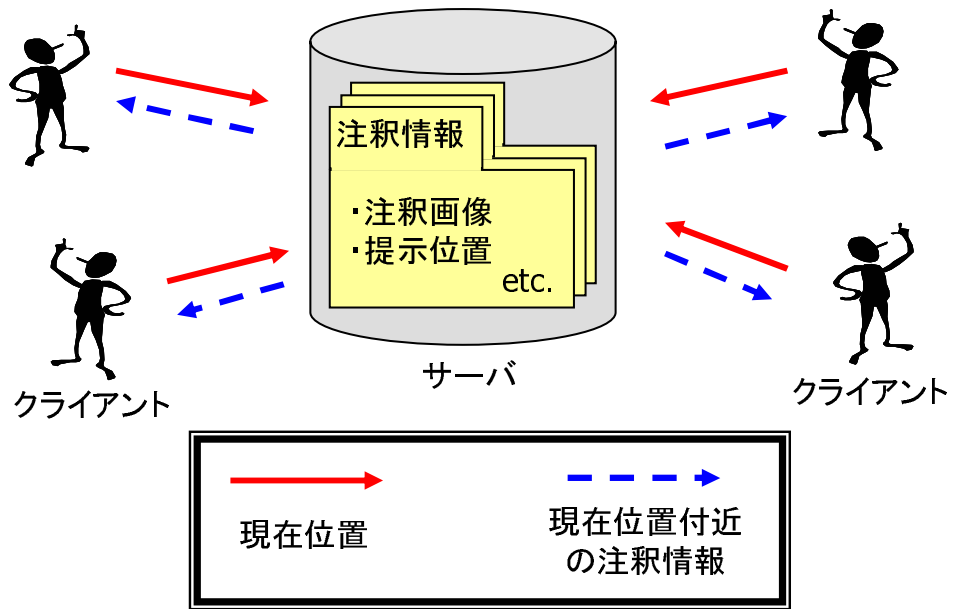 注釈情報
・注釈画像
・提示位置
etc.
サーバ
クライアント
クライアント
現在位置
現在位置付近
の注釈情報